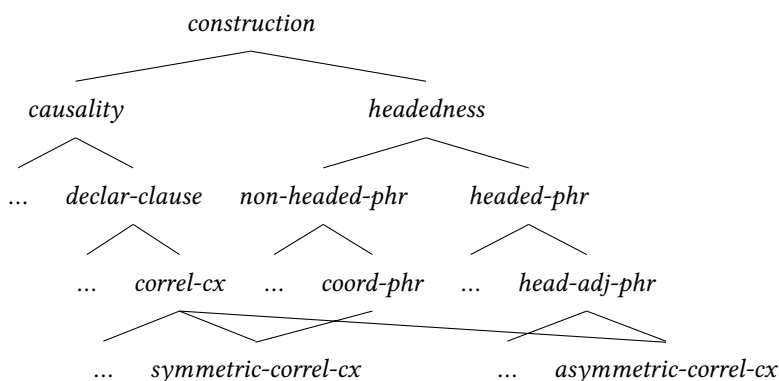 construction
causality headedness
... declar-clause non-headed-phr headed-phr
... correl-cx ... coord-phr ... head-adj-phr
... symmetric-correl-cx ... asymmetric-correl-cx